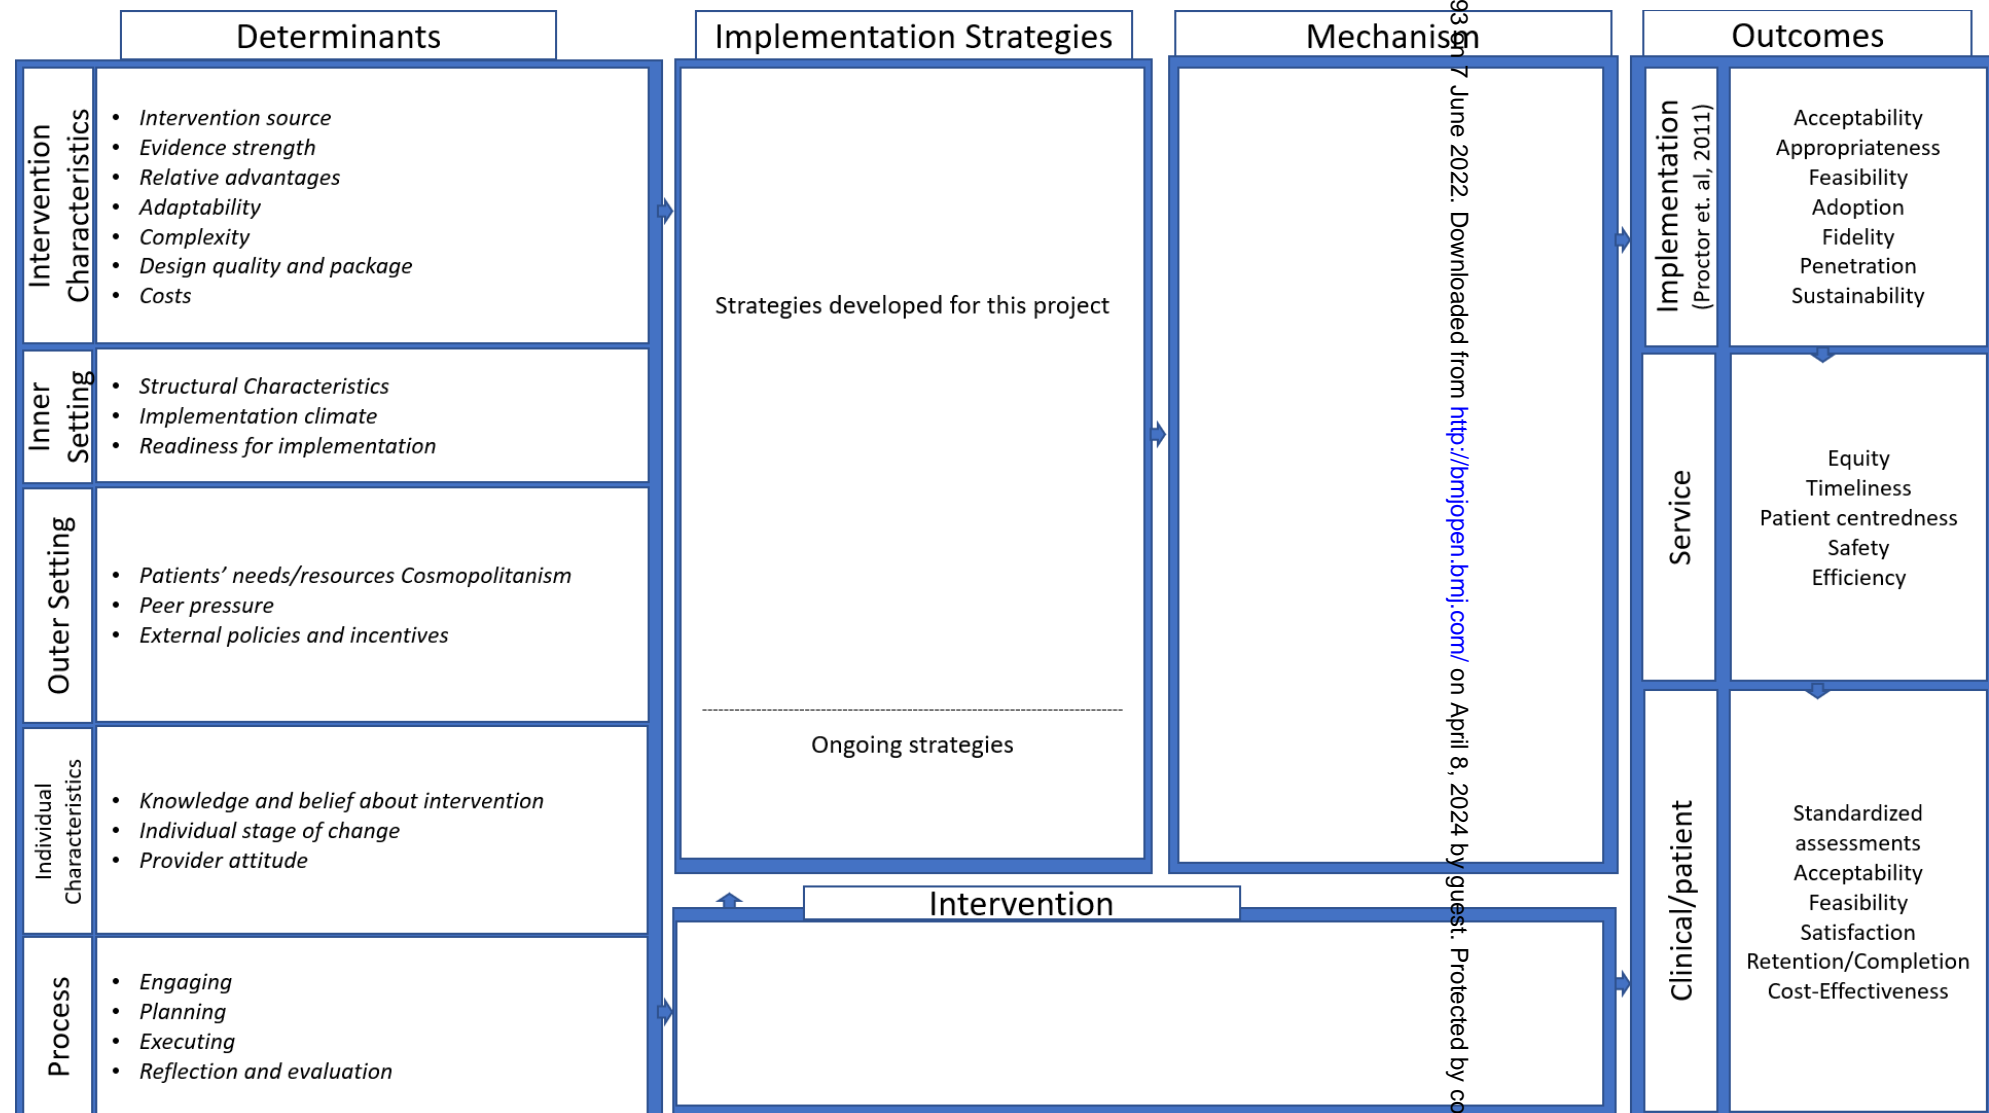 Determinants
Intervention
Characteristics
• Intervention source
• Evidence strength
• Relative advantages
• Adaptability
• Complexity
• Design quality and package
• Costs
Inner
Setting
• Structural Characteristics
• Implementation climate
• Readiness for implementation
Outer Setting
• Patients’ needs/resources Cosmopolitanism
• Peer pressure
• External policies and incentives
Individual
Characteristics
• Knowledge and belief about intervention
• Individual stage of change
• Provider attitude
Process
• Engaging
• Planning
• Executing
• Reflection and evaluation
Implementation Strategies
Strategies developed for this project
Ongoing strategies
Mechanism
Intervention
Outcomes
Implementation
(Proctor et. al, 2011)
Acceptability
Appropriateness
Feasibility
Adoption
Fidelity
Penetration
Sustainability
Service
Equity
Timeliness
Patient centredness
Safety
Efficiency
Clinical/patient
Standardized
assessments
Acceptability
Feasibility
Satisfaction
Retention/Completion
Cost-Effectiveness
93 on 7 June 2022. Downloaded from http://bmjopen.bmj.com/ on April 8, 2024 by guest. Protected by co